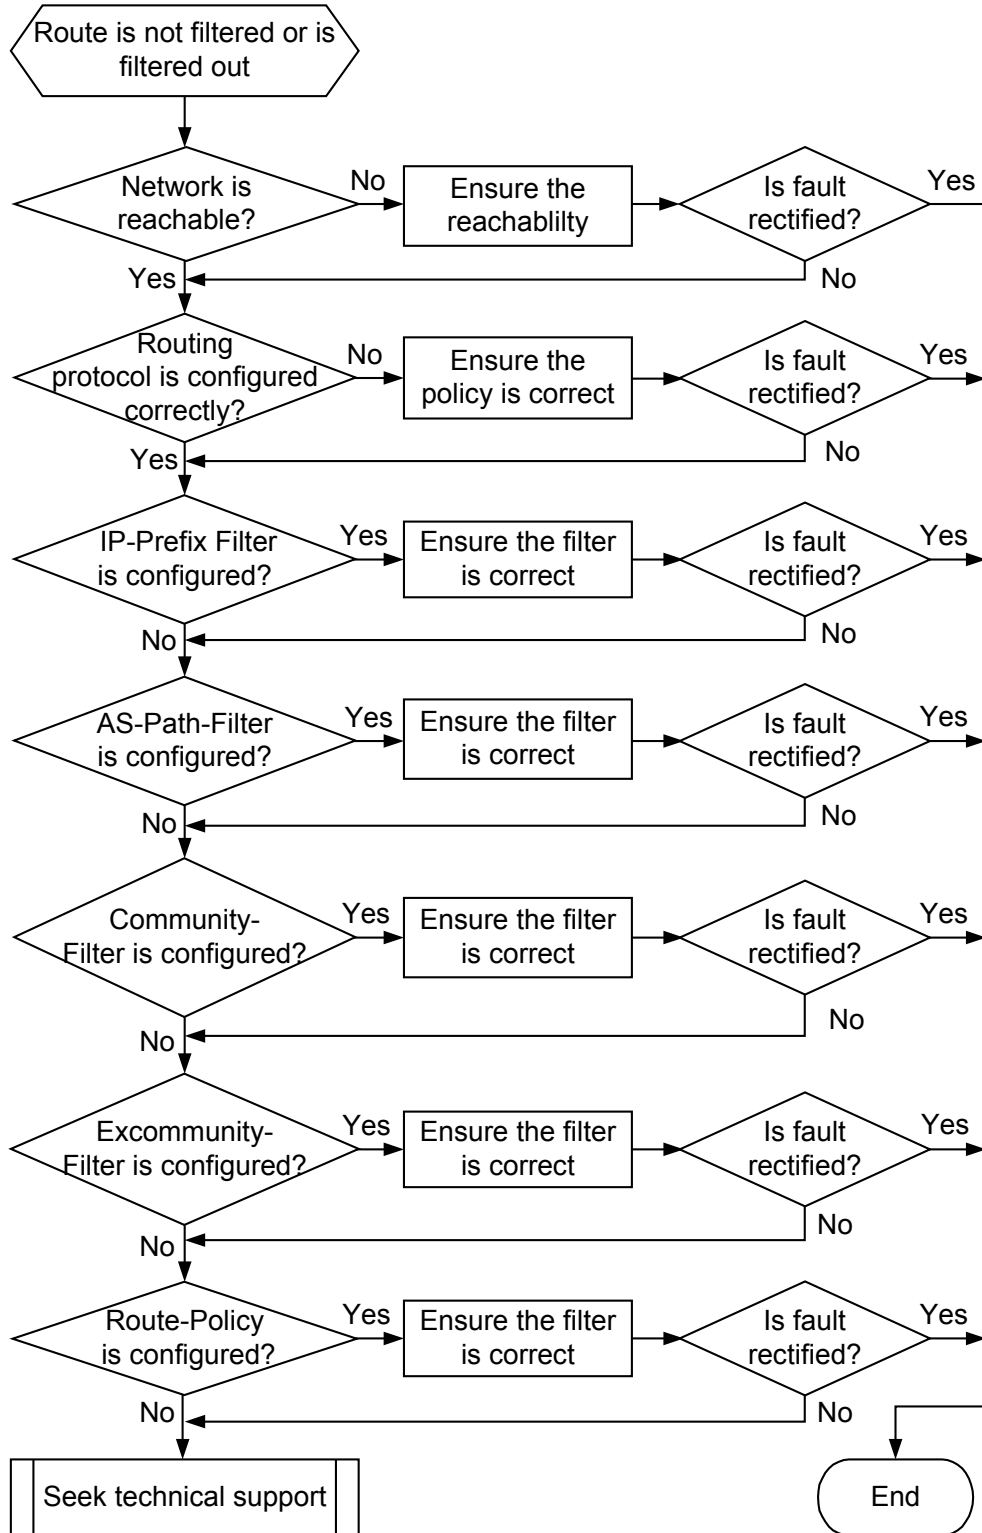 Route is not filtered or is
filtered out
Network is
reachable?
No
Ensure the
reachablilty
Is fault
rectified?
Yes
Yes
No
Routing
protocol is configured
correctly?
No
Ensure the
policy is correct
Is fault
rectified?
Yes
Yes
No
IP-Prefix Filter
is configured?
Yes
Ensure the filter
is correct
Is fault
rectified?
Yes
No
No
AS-Path-Filter
is configured?
Yes
Ensure the filter
is correct
Is fault
rectified?
Yes
No
No
Community-
Filter is configured?
Yes
Ensure the filter
is correct
Is fault
rectified?
Yes
No
No
Excommunity-
Filter is configured?
Yes
Ensure the filter
is correct
Is fault
rectified?
Yes
No
No
Route-Policy
is configured?
Yes
Ensure the filter
is correct
Is fault
rectified?
Yes
No
No
Seek technical support
End